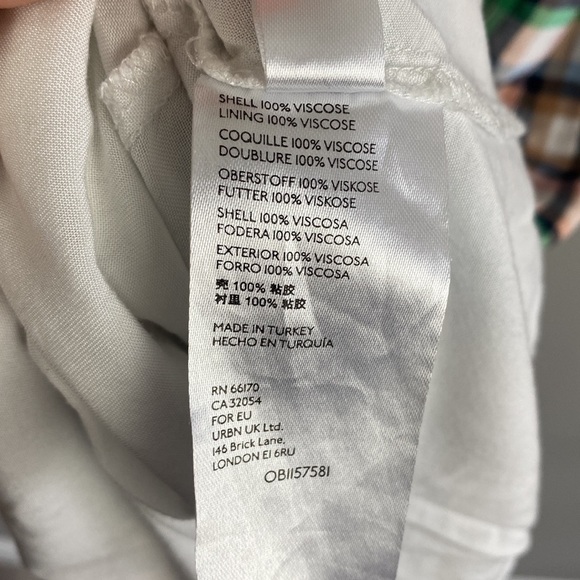 SHELL 100% VISCOSE
LINING 100% VISCOSE
COQUILLE 100% VISCOSE
DOUBLURE 100% VISCOSE
OBERSTOFF 100% VISKOSE
FUTTER 100% VISKOSE
SHELL 100% VISCOSA
FODERA 100% VISCOSA
EXTERIOR 100% VISCOSA
FORRO 100% VISCOSA
壳 100% 粘胶
衬里 100% 粘胶
MADE IN TURKEY
HECHO EN TURQUÍA
RN 66170
CA 32054
FOR EU
URBN UK Ltd.
146 Brick Lane,
LONDON E1 6RU
OB1157581